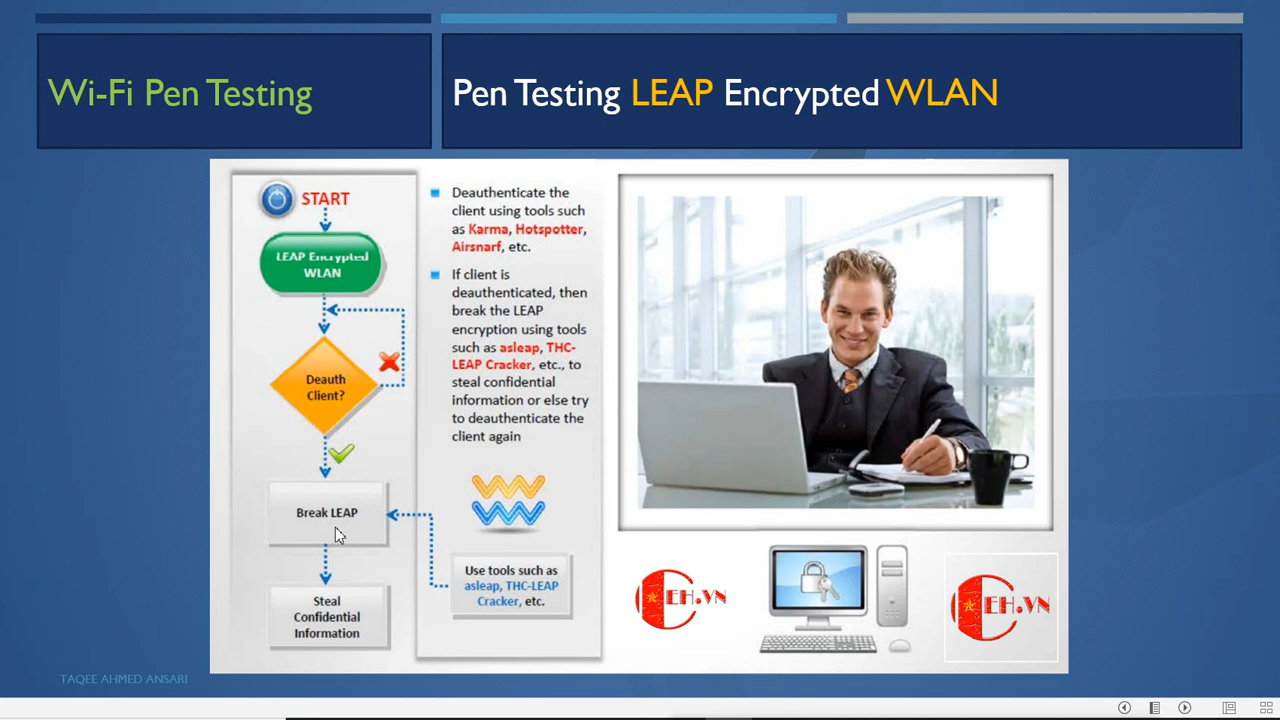 Wi-Fi Pen Testing
Pen Testing LEAP Encrypted WLAN
START
LEAP Encrypted
WLAN
Deauth
Client?
Break LEAP
Steal
Confidential
Information
Deauthenticate the
client using tools such
as Karma, Hotspotter,
Airsnarf, etc.
If client is
deauthenticated, then
break the LEAP
encryption using tools
such as asleap, THC-
LEAP Cracker, etc., to
steal confidential
information or else try
to deauthenticate the
client again
Use tools such as
asleap, THC-LEAP
Cracker, etc.
CEH.VN
CEH.VN
TAQEE AHMED ANSARI